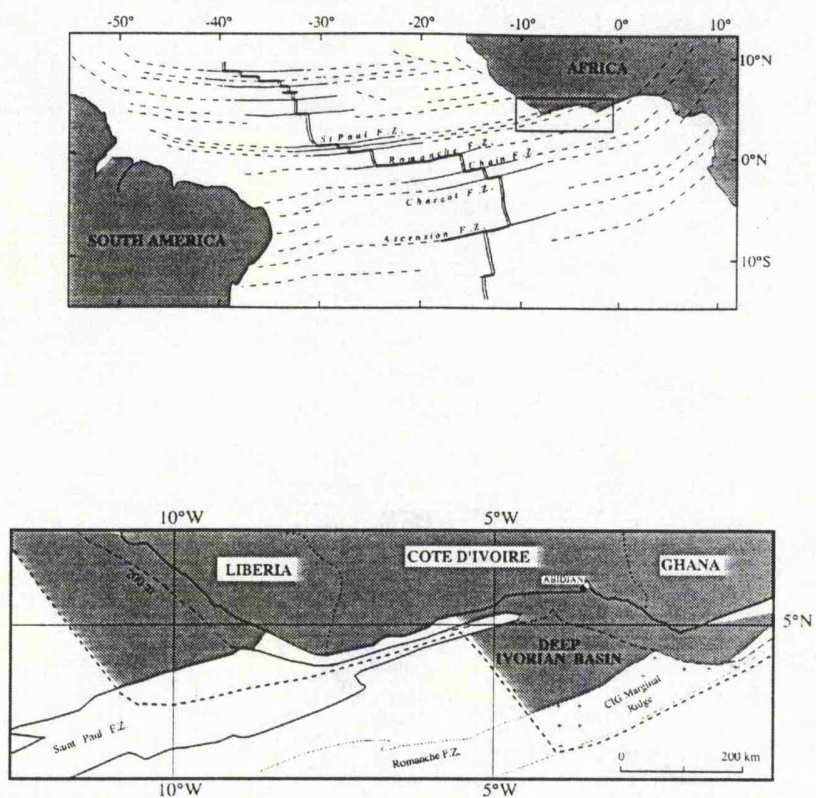 -50° -40° -30° -20° -10° 0° 10°
10°N
AFRICA
St Paul F.Z.
Romanche F.Z.
0°N
Chain F.Z.
Charcot F.Z.
SOUTH AMERICA
Ascension F.Z.
10°S
10°W 5°W
200 m
LIBERIA
COTE D'IVOIRE
GHANA
ABIDJAN
5°N
DEEP
IVORIAN BASIN
CIG Marginal
Ridge
Saint Paul F.Z.
Romanche F.Z.
0 200 km
10°W 5°W